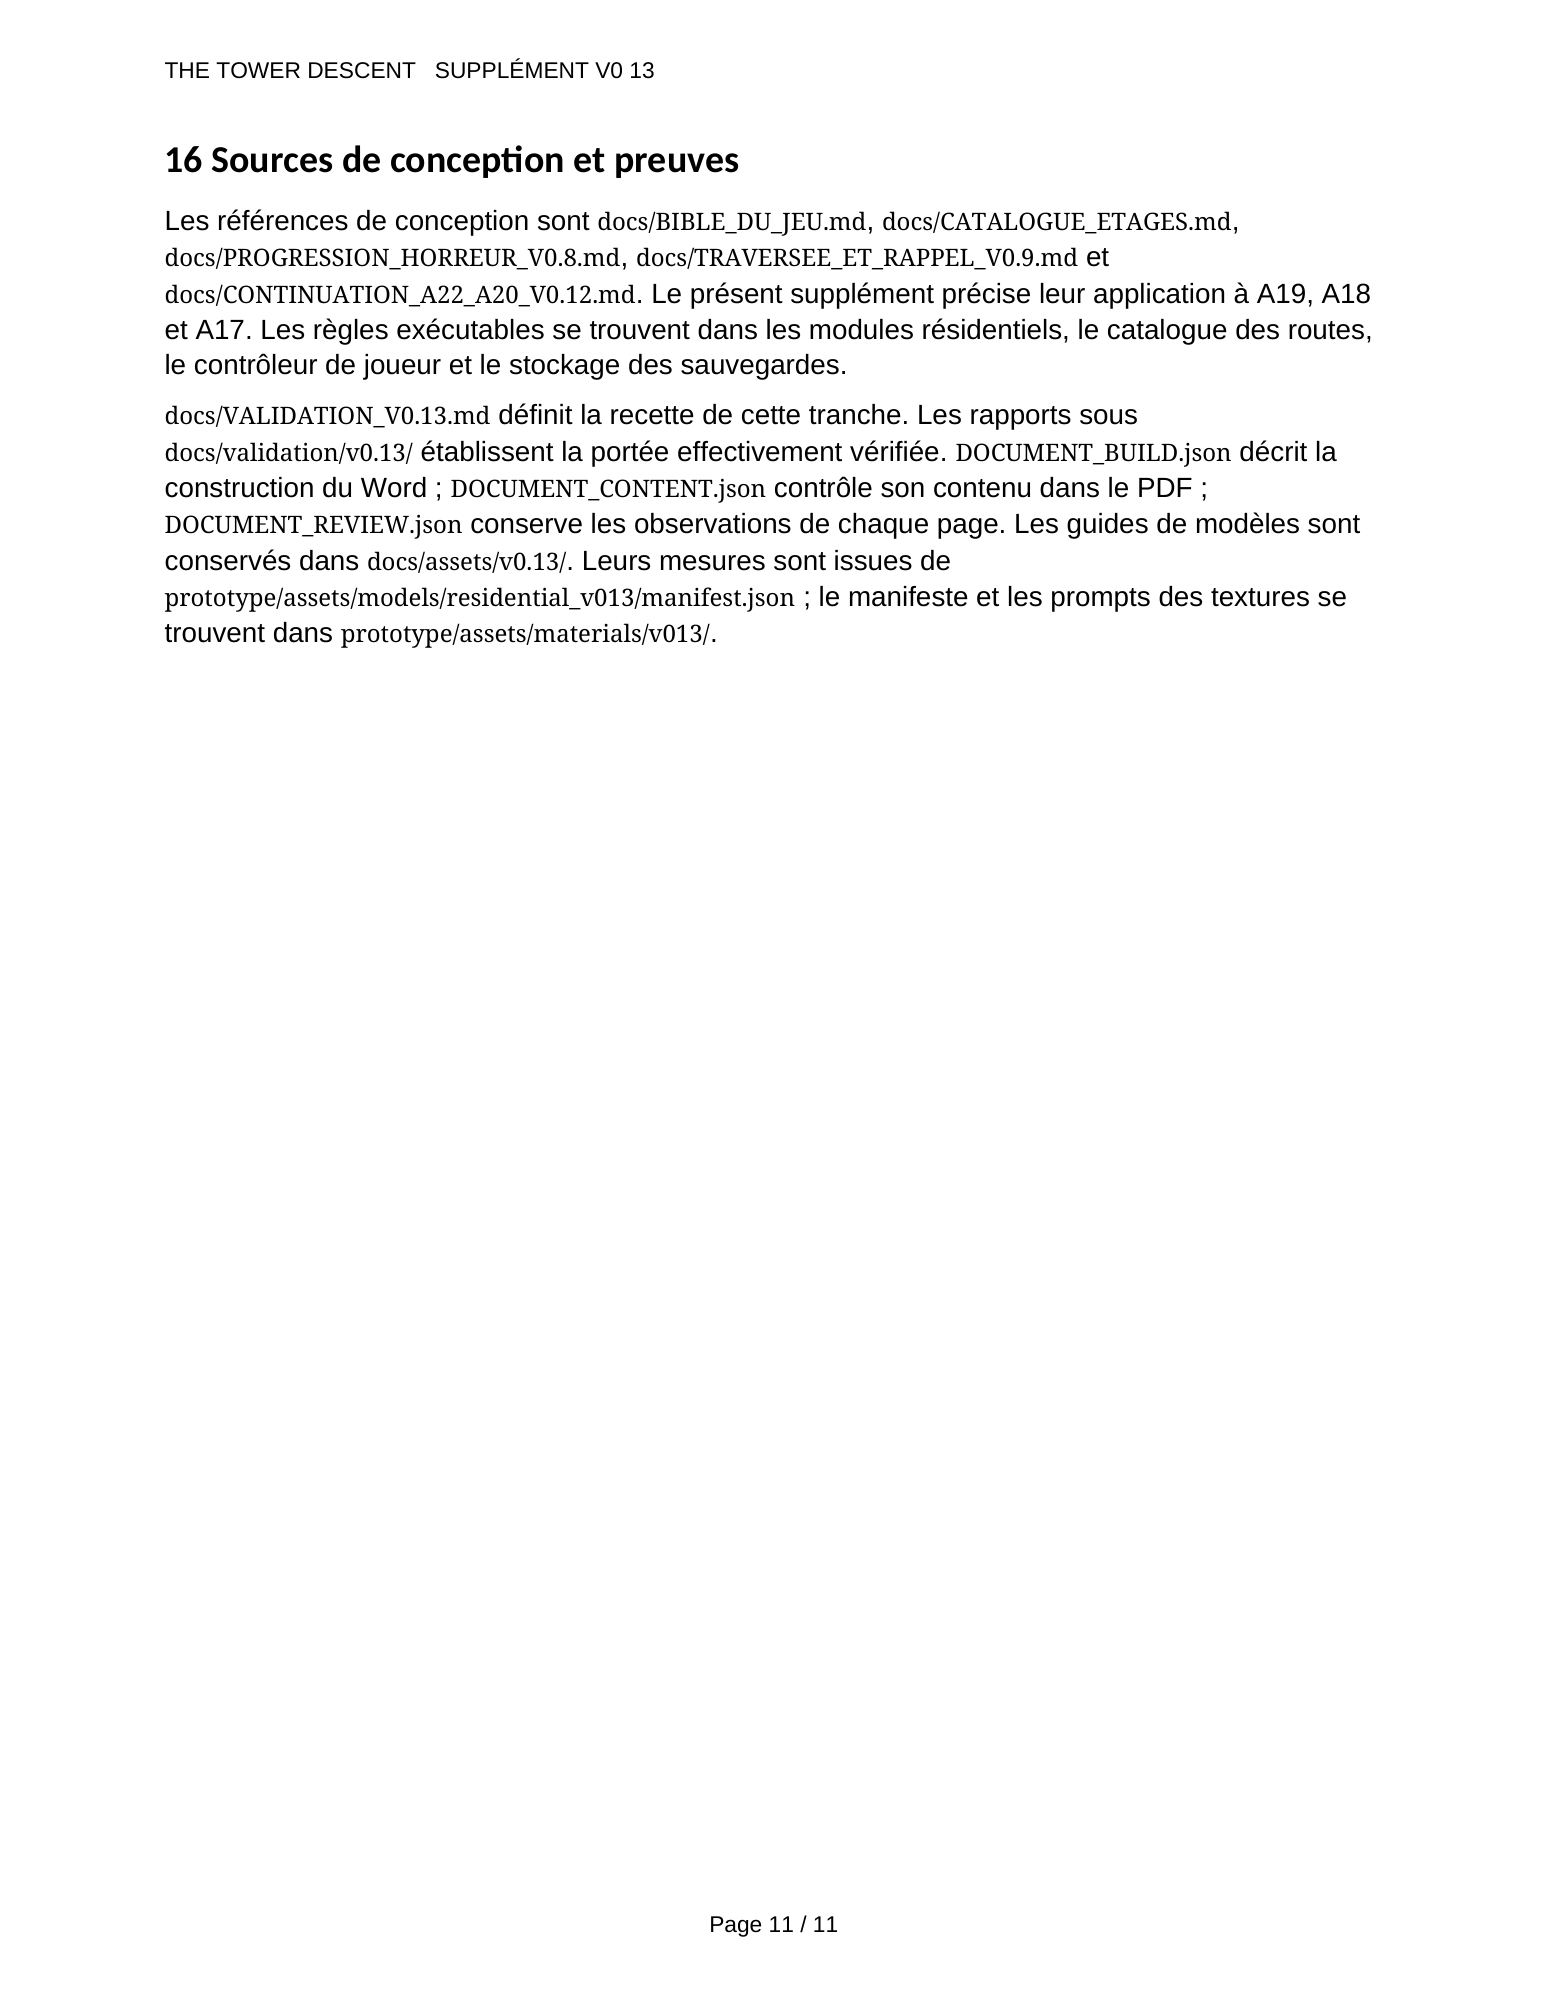 THE TOWER DESCENT   SUPPLÉMENT V0 13
16 Sources de conception et preuves
Les références de conception sont docs/BIBLE_DU_JEU.md, docs/CATALOGUE_ETAGES.md,
docs/PROGRESSION_HORREUR_V0.8.md, docs/TRAVERSEE_ET_RAPPEL_V0.9.md et
docs/CONTINUATION_A22_A20_V0.12.md. Le présent supplément précise leur application à A19, A18
et A17. Les règles exécutables se trouvent dans les modules résidentiels, le catalogue des routes,
le contrôleur de joueur et le stockage des sauvegardes.
docs/VALIDATION_V0.13.md définit la recette de cette tranche. Les rapports sous
docs/validation/v0.13/ établissent la portée effectivement vérifiée. DOCUMENT_BUILD.json décrit la
construction du Word ; DOCUMENT_CONTENT.json contrôle son contenu dans le PDF ;
DOCUMENT_REVIEW.json conserve les observations de chaque page. Les guides de modèles sont
conservés dans docs/assets/v0.13/. Leurs mesures sont issues de
prototype/assets/models/residential_v013/manifest.json ; le manifeste et les prompts des textures se
trouvent dans prototype/assets/materials/v013/.
Page 11 / 11